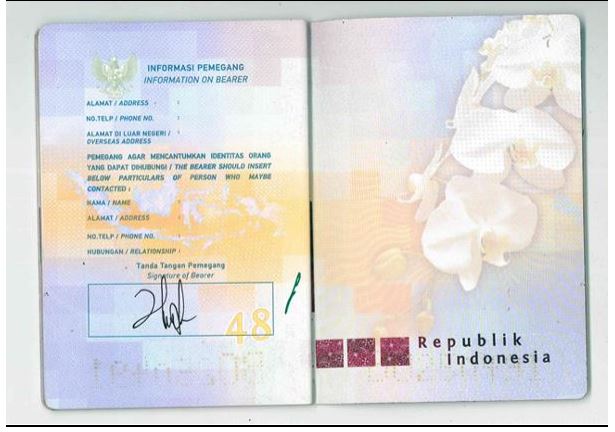 INFORMASI PEMEGANG
INFORMATION ON BEARER
ALAMAT / ADDRESS :
NO.TELP / PHONE NO. :
ALAMAT DI LUAR NEGERI / :
OVERSEAS ADDRESS
PEMEGANG AGAR MENCANTUMKAN IDENTITAS ORANG
YANG DAPAT DIHUBUNGI / THE BEARER SHOULD INSERT
BELOW PARTICULARS OF PERSON WHO MAYBE
CONTACTED :
NAMA / NAME :
ALAMAT / ADDRESS :
NO.TELP / PHONE NO. :
HUBUNGAN / RELATIONSHIP :
Tanda Tangan Pemegang
Signature of Bearer
48
Republik
Indonesia